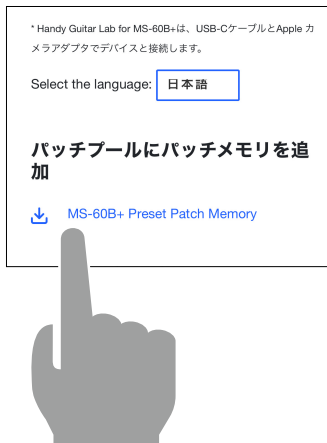 * Handy Guitar Lab for MS-60B+は、USB-CケーブルとApple カ
メラアダプタでデバイスと接続します。
Select the language: 日本語
パッチプールにパッチメモリを追
加
MS-60B+ Preset Patch Memory